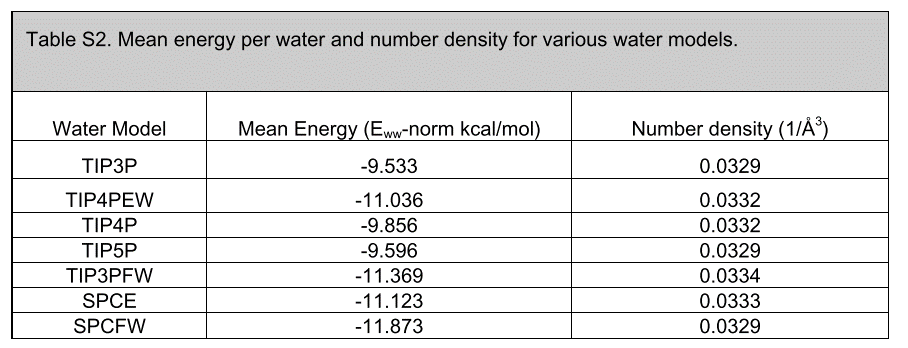 Table S2. Mean energy per water and number density for various water models.
Water Model Mean Energy (Eww-norm kcal/mol) Number density (1/Å³)
TIP3P -9.533 0.0329
TIP4PEW -11.036 0.0332
TIP4P -9.856 0.0332
TIP5P -9.596 0.0329
TIP3PFW -11.369 0.0334
SPCE -11.123 0.0333
SPCFW -11.873 0.0329